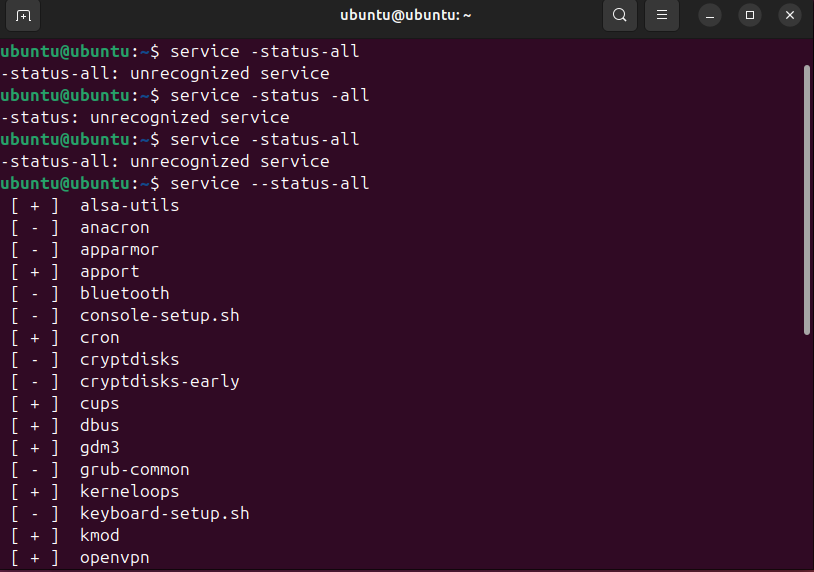 ubuntu@ubuntu: ~
ubuntu@ubuntu:~$ service -status-all
-status-all: unrecognized service
ubuntu@ubuntu:~$ service -status -all
-status: unrecognized service
ubuntu@ubuntu:~$ service -status-all
-status-all: unrecognized service
ubuntu@ubuntu:~$ service --status-all
 [ + ]  alsa-utils
 [ - ]  anacron
 [ - ]  apparmor
 [ + ]  apport
 [ - ]  bluetooth
 [ - ]  console-setup.sh
 [ + ]  cron
 [ - ]  cryptdisks
 [ - ]  cryptdisks-early
 [ + ]  cups
 [ + ]  dbus
 [ + ]  gdm3
 [ - ]  grub-common
 [ + ]  kerneloops
 [ - ]  keyboard-setup.sh
 [ + ]  kmod
 [ + ]  openvpn